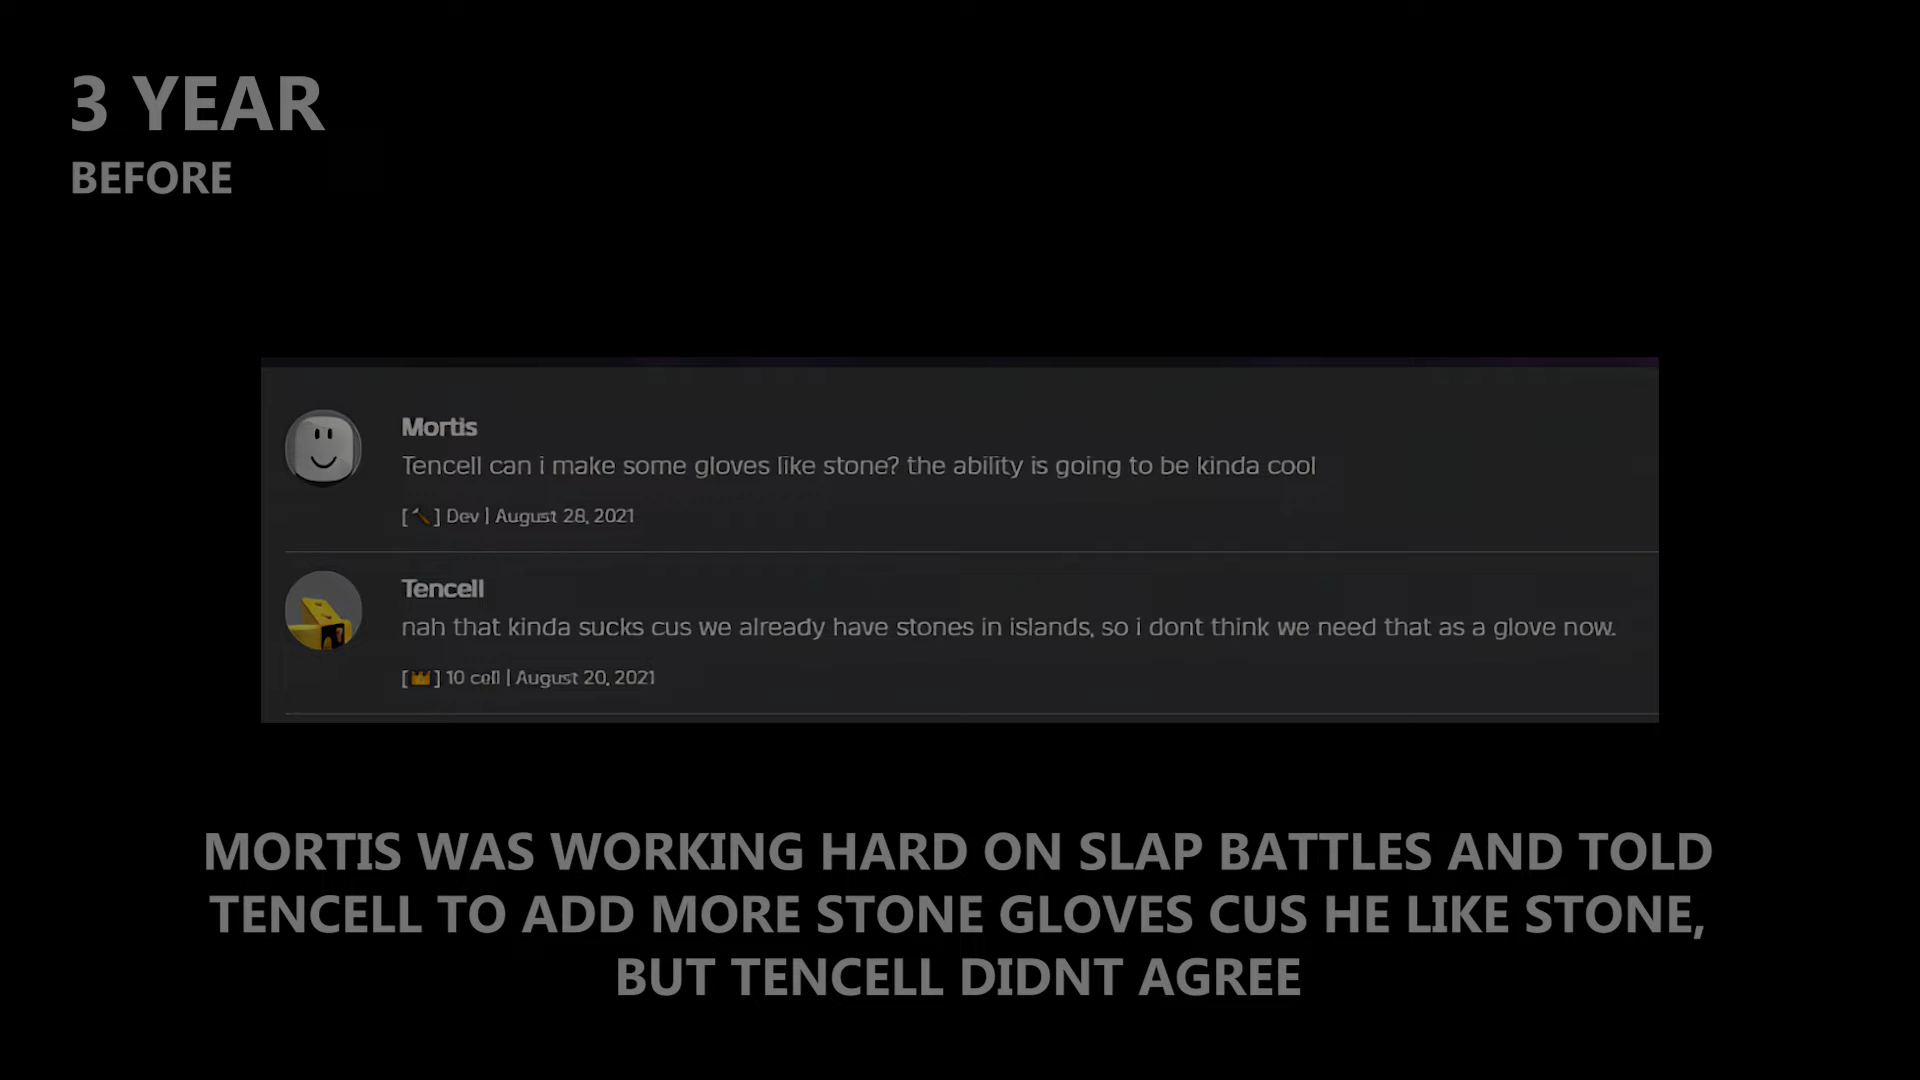 3 YEAR
BEFORE
Mortis
Tencell can i make some gloves like stone? the ability is going to be kinda cool
[🔨] Dev | August 28, 2021
Tencell
nah that kinda sucks cus we already have stones in islands, so i dont think we need that as a glove now.
[👑] 10 cell | August 20, 2021
MORTIS WAS WORKING HARD ON SLAP BATTLES AND TOLD
TENCELL TO ADD MORE STONE GLOVES CUS HE LIKE STONE,
BUT TENCELL DIDNT AGREE